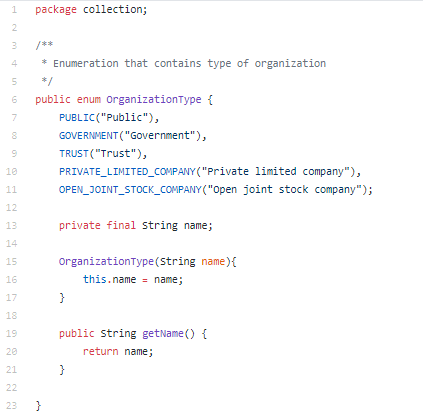 1 package collection;
2
3 /**
4  * Enumeration that contains type of organization
5  */
6 public enum OrganizationType {
7     PUBLIC("Public"),
8     GOVERNMENT("Government"),
9     TRUST("Trust"),
10     PRIVATE_LIMITED_COMPANY("Private limited company"),
11     OPEN_JOINT_STOCK_COMPANY("Open joint stock company");
12
13     private final String name;
14
15     OrganizationType(String name){
16         this.name = name;
17     }
18
19     public String getName() {
20         return name;
21     }
22
23 }